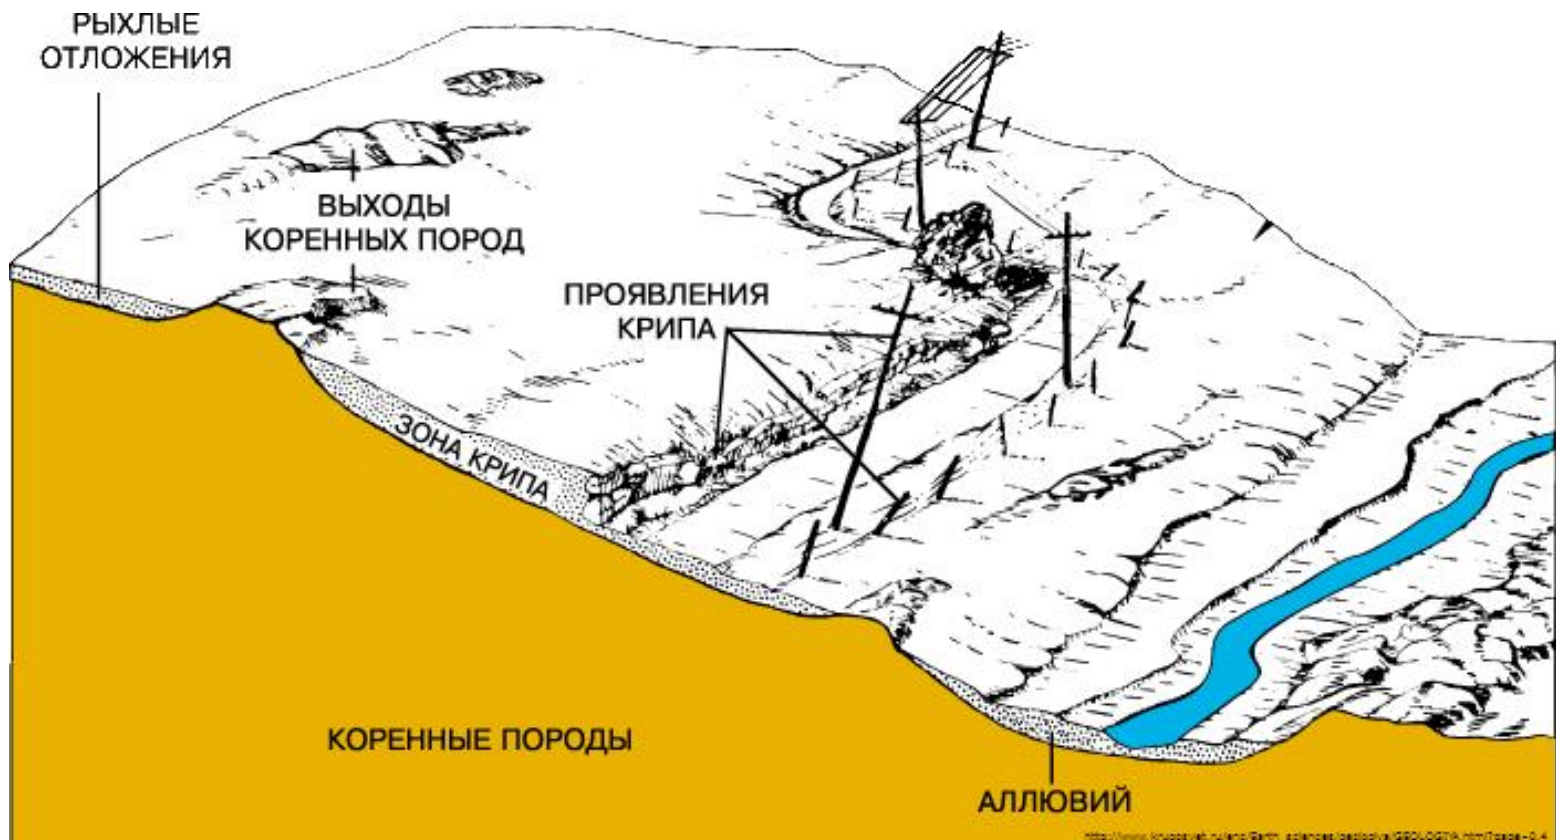 РЫХЛЫЕ
ОТЛОЖЕНИЯ
ВЫХОДЫ
КОРЕННЫХ ПОРОД
ПРОЯВЛЕНИЯ
КРИПА
ЗОНА КРИПА
КОРЕННЫЕ ПОРОДЫ
АЛЛЮВИЙ